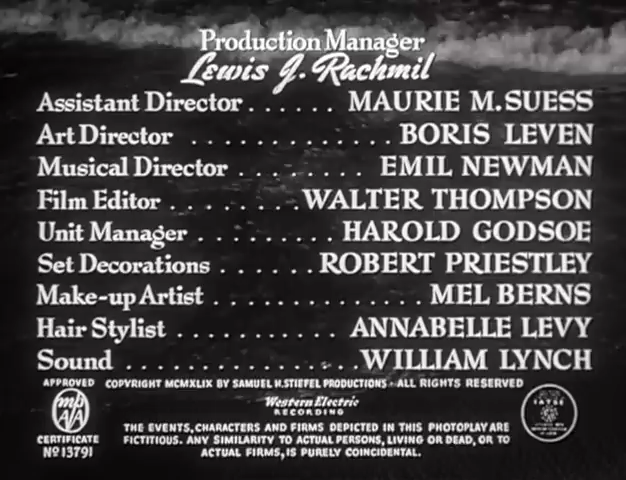 Production Manager
Lewis J. Rachmil
Assistant Director ...... MAURIE M. SUESS
Art Director ............. BORIS LEVEN
Musical Director ......... EMIL NEWMAN
Film Editor ......... WALTER THOMPSON
Unit Manager ......... HAROLD GODSOE
Set Decorations ...... ROBERT PRIESTLEY
Make-up Artist .............. MEL BERNS
Hair Stylist ........... ANNABELLE LEVY
Sound ................ WILLIAM LYNCH
APPROVED COPYRIGHT MCMXLIX BY SAMUEL H. STIEFEL PRODUCTIONS · ALL RIGHTS RESERVED
Western Electric
RECORDING
CERTIFICATE
No 13791
THE EVENTS, CHARACTERS AND FIRMS DEPICTED IN THIS PHOTOPLAY ARE
FICTITIOUS. ANY SIMILARITY TO ACTUAL PERSONS, LIVING OR DEAD, OR TO
ACTUAL FIRMS, IS PURELY COINCIDENTAL.